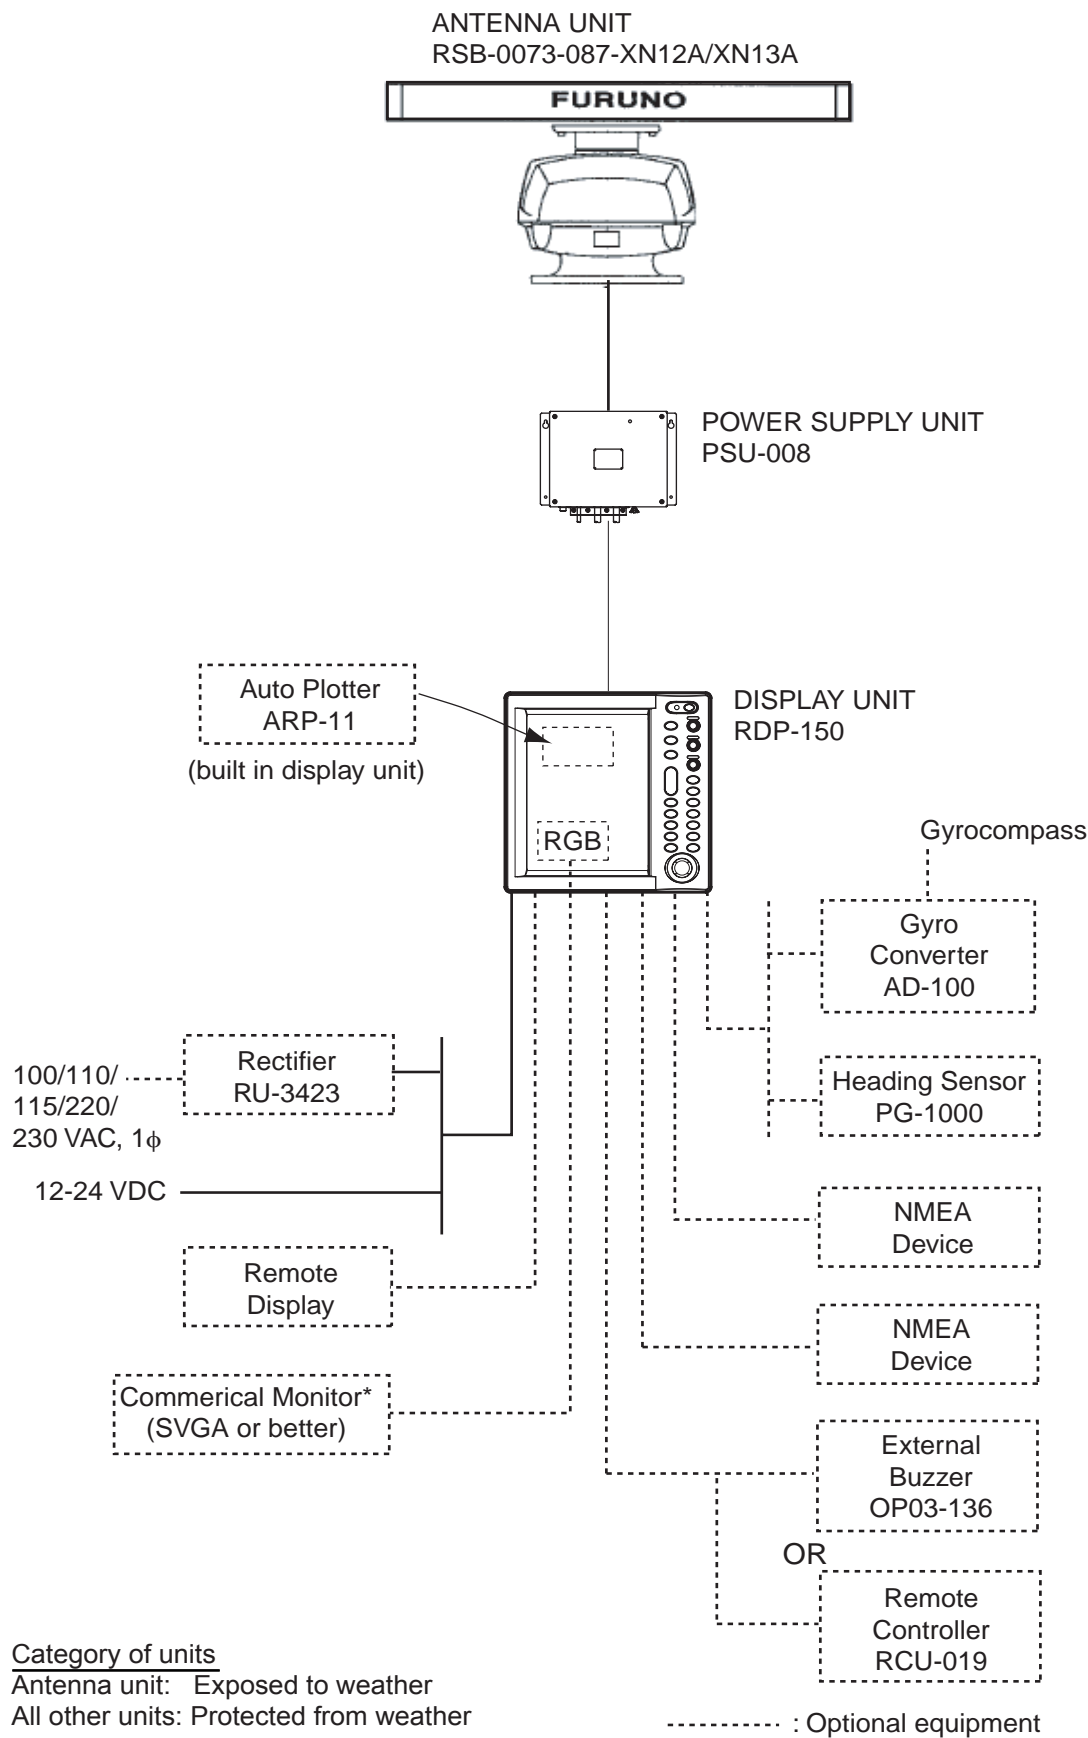 ANTENNA UNIT
RSB-0073-087-XN12A/XN13A
FURUNO
POWER SUPPLY UNIT
PSU-008
Auto Plotter
ARP-11
(built in display unit)
DISPLAY UNIT
RDP-150
RGB
Gyrocompass
Gyro
Converter
AD-100
Heading Sensor
PG-1000
Rectifier
RU-3423
100/110/
115/220/
230 VAC, 1ϕ
12-24 VDC
NMEA
Device
Remote
Display
NMEA
Device
Commerical Monitor*
(SVGA or better)
External
Buzzer
OP03-136
OR
Remote
Controller
RCU-019
Category of units
Antenna unit: Exposed to weather
All other units: Protected from weather
: Optional equipment